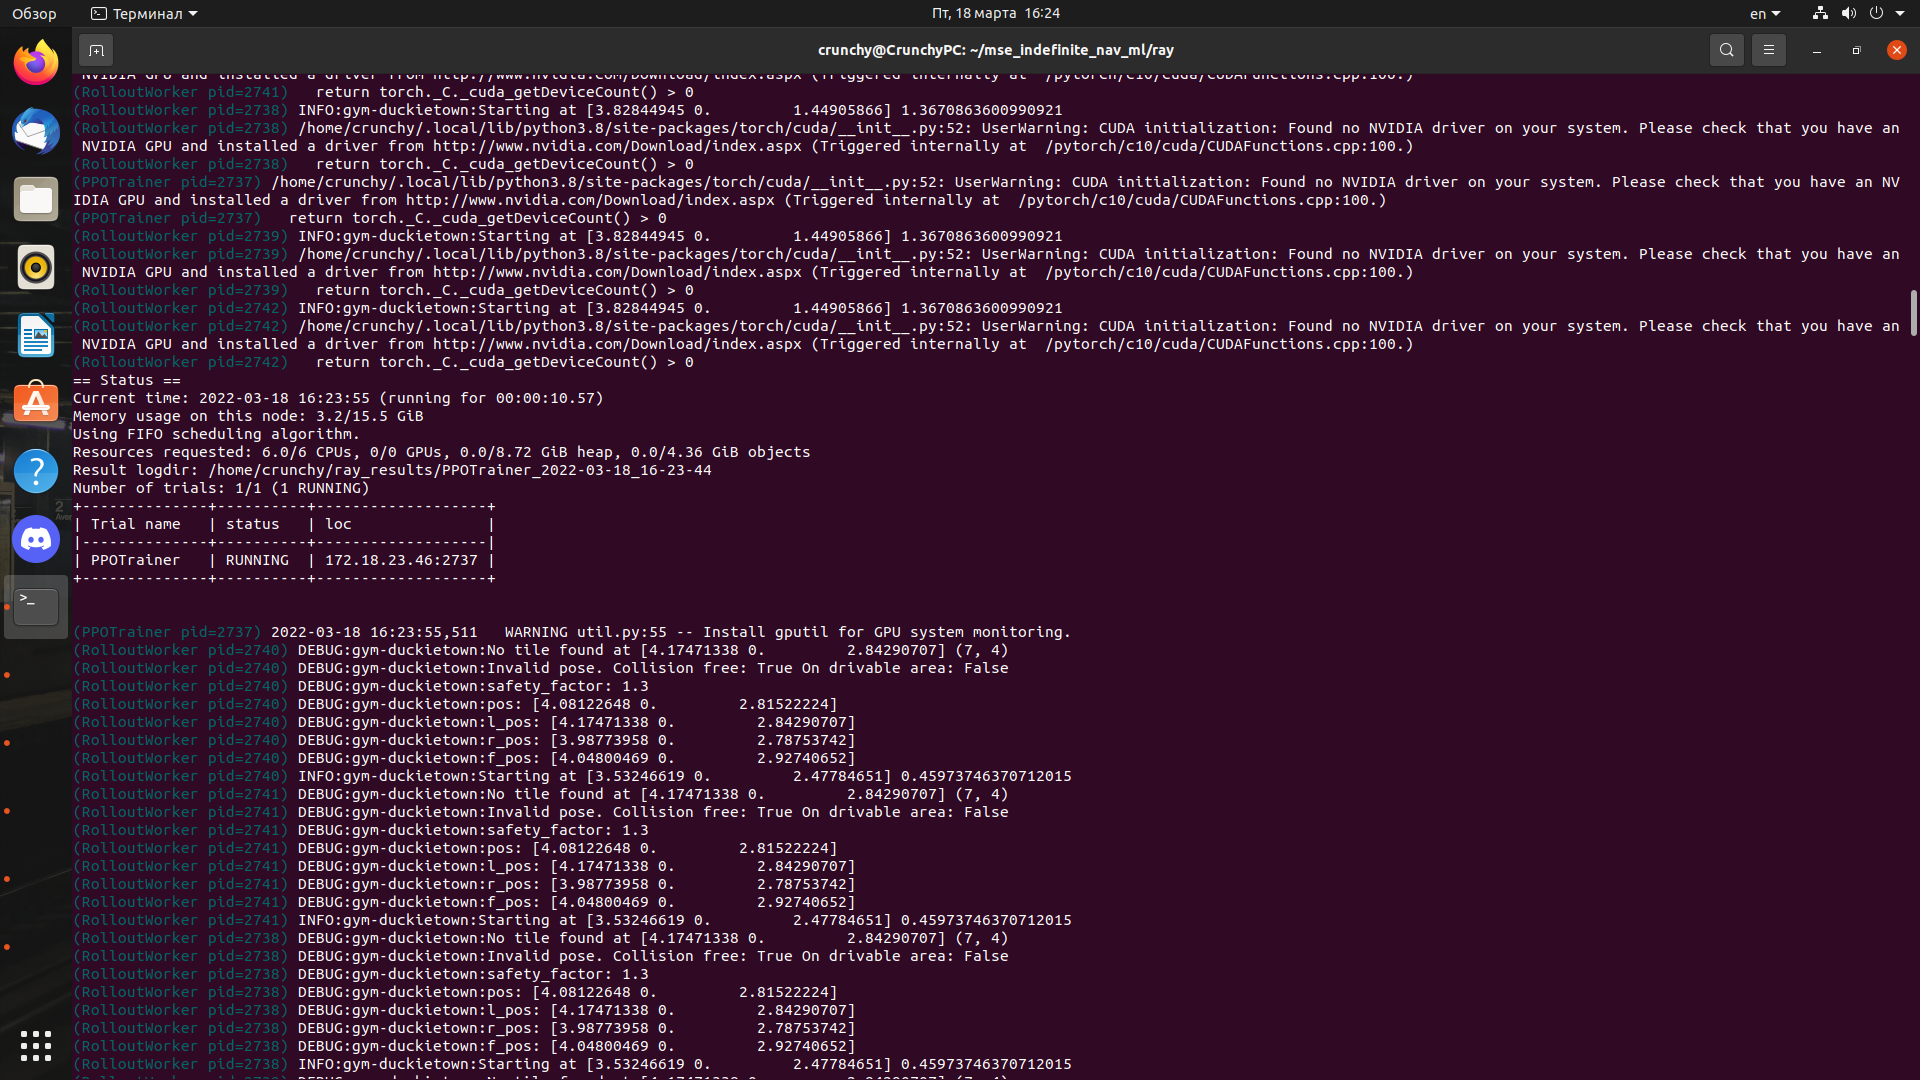 Обзор
Терминал
Пт, 18 марта 16:24
en
crunchy@CrunchyPC: ~/mse_indefinite_nav_ml/ray
NVIDIA GPU and installed a driver from http://www.nvidia.com/Download/index.aspx (Triggered internally at  /pytorch/c10/cuda/CUDAFunctions.cpp:100.)
(RolloutWorker pid=2741)   return torch._C._cuda_getDeviceCount() > 0
(RolloutWorker pid=2738) INFO:gym-duckietown:Starting at [3.82844945 0.         1.44905866] 1.3670863600990921
(RolloutWorker pid=2738) /home/crunchy/.local/lib/python3.8/site-packages/torch/cuda/__init__.py:52: UserWarning: CUDA initialization: Found no NVIDIA driver on your system. Please check that you have an
 NVIDIA GPU and installed a driver from http://www.nvidia.com/Download/index.aspx (Triggered internally at  /pytorch/c10/cuda/CUDAFunctions.cpp:100.)
(RolloutWorker pid=2738)   return torch._C._cuda_getDeviceCount() > 0
(PPOTrainer pid=2737) /home/crunchy/.local/lib/python3.8/site-packages/torch/cuda/__init__.py:52: UserWarning: CUDA initialization: Found no NVIDIA driver on your system. Please check that you have an NV
IDIA GPU and installed a driver from http://www.nvidia.com/Download/index.aspx (Triggered internally at  /pytorch/c10/cuda/CUDAFunctions.cpp:100.)
(PPOTrainer pid=2737)   return torch._C._cuda_getDeviceCount() > 0
(RolloutWorker pid=2739) INFO:gym-duckietown:Starting at [3.82844945 0.         1.44905866] 1.3670863600990921
(RolloutWorker pid=2739) /home/crunchy/.local/lib/python3.8/site-packages/torch/cuda/__init__.py:52: UserWarning: CUDA initialization: Found no NVIDIA driver on your system. Please check that you have an
 NVIDIA GPU and installed a driver from http://www.nvidia.com/Download/index.aspx (Triggered internally at  /pytorch/c10/cuda/CUDAFunctions.cpp:100.)
(RolloutWorker pid=2739)   return torch._C._cuda_getDeviceCount() > 0
(RolloutWorker pid=2742) INFO:gym-duckietown:Starting at [3.82844945 0.         1.44905866] 1.3670863600990921
(RolloutWorker pid=2742) /home/crunchy/.local/lib/python3.8/site-packages/torch/cuda/__init__.py:52: UserWarning: CUDA initialization: Found no NVIDIA driver on your system. Please check that you have an
 NVIDIA GPU and installed a driver from http://www.nvidia.com/Download/index.aspx (Triggered internally at  /pytorch/c10/cuda/CUDAFunctions.cpp:100.)
(RolloutWorker pid=2742)   return torch._C._cuda_getDeviceCount() > 0
== Status ==
Current time: 2022-03-18 16:23:55 (running for 00:00:10.57)
Memory usage on this node: 3.2/15.5 GiB
Using FIFO scheduling algorithm.
Resources requested: 6.0/6 CPUs, 0/0 GPUs, 0.0/8.72 GiB heap, 0.0/4.36 GiB objects
Result logdir: /home/crunchy/ray_results/PPOTrainer_2022-03-18_16-23-44
Number of trials: 1/1 (1 RUNNING)
+--------------+----------+-------------------+
| Trial name   | status   | loc               |
|--------------+----------+-------------------|
| PPOTrainer   | RUNNING  | 172.18.23.46:2737 |
+--------------+----------+-------------------+
(PPOTrainer pid=2737) 2022-03-18 16:23:55,511   WARNING util.py:55 -- Install gputil for GPU system monitoring.
(RolloutWorker pid=2740) DEBUG:gym-duckietown:No tile found at [4.17471338 0.         2.84290707] (7, 4)
(RolloutWorker pid=2740) DEBUG:gym-duckietown:Invalid pose. Collision free: True On drivable area: False
(RolloutWorker pid=2740) DEBUG:gym-duckietown:safety_factor: 1.3
(RolloutWorker pid=2740) DEBUG:gym-duckietown:pos: [4.08122648 0.         2.81522224]
(RolloutWorker pid=2740) DEBUG:gym-duckietown:l_pos: [4.17471338 0.         2.84290707]
(RolloutWorker pid=2740) DEBUG:gym-duckietown:r_pos: [3.98773958 0.         2.78753742]
(RolloutWorker pid=2740) DEBUG:gym-duckietown:f_pos: [4.04800469 0.         2.92740652]
(RolloutWorker pid=2740) INFO:gym-duckietown:Starting at [3.53246619 0.         2.47784651] 0.45973746370712015
(RolloutWorker pid=2741) DEBUG:gym-duckietown:No tile found at [4.17471338 0.         2.84290707] (7, 4)
(RolloutWorker pid=2741) DEBUG:gym-duckietown:Invalid pose. Collision free: True On drivable area: False
(RolloutWorker pid=2741) DEBUG:gym-duckietown:safety_factor: 1.3
(RolloutWorker pid=2741) DEBUG:gym-duckietown:pos: [4.08122648 0.         2.81522224]
(RolloutWorker pid=2741) DEBUG:gym-duckietown:l_pos: [4.17471338 0.         2.84290707]
(RolloutWorker pid=2741) DEBUG:gym-duckietown:r_pos: [3.98773958 0.         2.78753742]
(RolloutWorker pid=2741) DEBUG:gym-duckietown:f_pos: [4.04800469 0.         2.92740652]
(RolloutWorker pid=2741) INFO:gym-duckietown:Starting at [3.53246619 0.         2.47784651] 0.45973746370712015
(RolloutWorker pid=2738) DEBUG:gym-duckietown:No tile found at [4.17471338 0.         2.84290707] (7, 4)
(RolloutWorker pid=2738) DEBUG:gym-duckietown:Invalid pose. Collision free: True On drivable area: False
(RolloutWorker pid=2738) DEBUG:gym-duckietown:safety_factor: 1.3
(RolloutWorker pid=2738) DEBUG:gym-duckietown:pos: [4.08122648 0.         2.81522224]
(RolloutWorker pid=2738) DEBUG:gym-duckietown:l_pos: [4.17471338 0.         2.84290707]
(RolloutWorker pid=2738) DEBUG:gym-duckietown:r_pos: [3.98773958 0.         2.78753742]
(RolloutWorker pid=2738) DEBUG:gym-duckietown:f_pos: [4.04800469 0.         2.92740652]
(RolloutWorker pid=2738) INFO:gym-duckietown:Starting at [3.53246619 0.         2.47784651] 0.45973746370712015